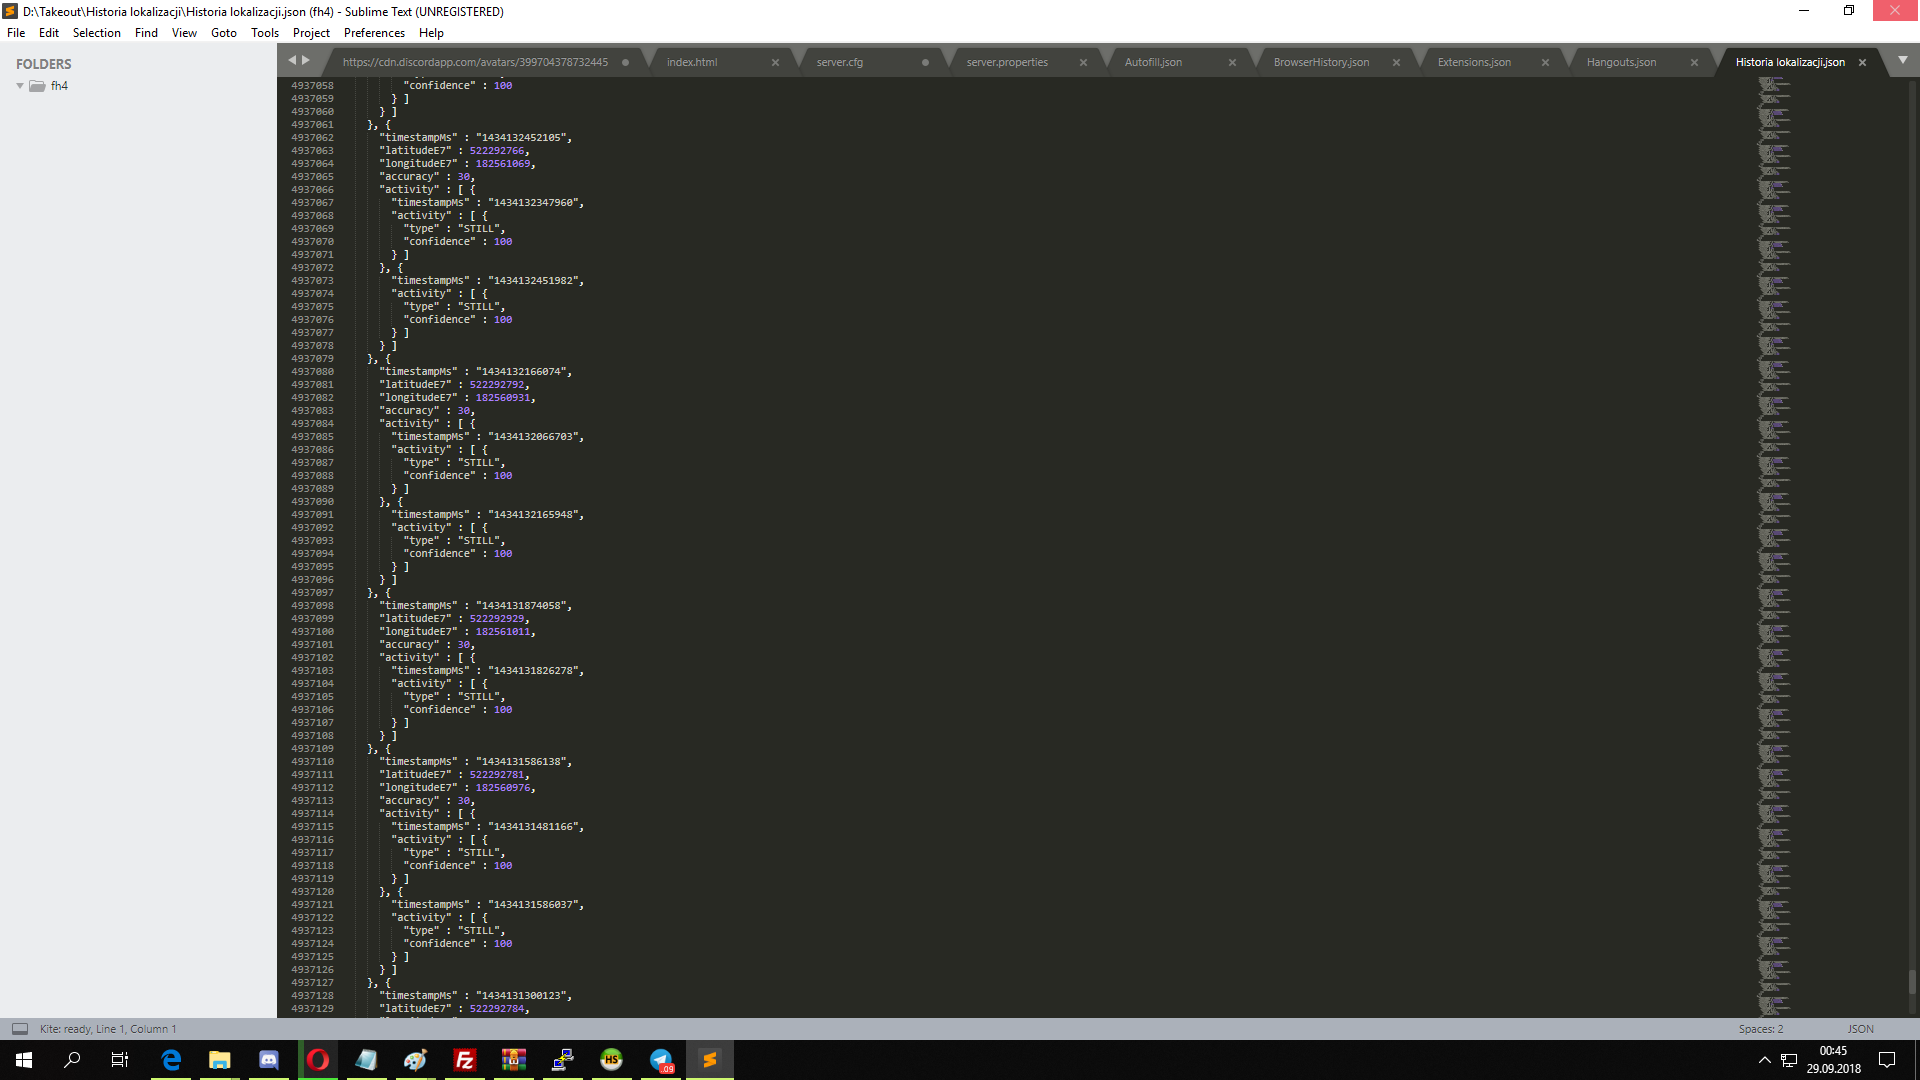 D:\Takeout\Historia lokalizacji\Historia lokalizacji.json (fh4) - Sublime Text (UNREGISTERED)
File Edit Selection Find View Goto Tools Project Preferences Help
FOLDERS
fh4
https://cdn.discordapp.com/avatars/399704378732445 index.html server.cfg server.properties Autofill.json BrowserHistory.json Extensions.json Hangouts.json Historia lokalizacji.json
4937058 "confidence" : 100
4937059 } ]
4937060 } ]
4937061 }, {
4937062 "timestampMs" : "1434132452105",
4937063 "latitudeE7" : 522292766,
4937064 "longitudeE7" : 182561069,
4937065 "accuracy" : 30,
4937066 "activity" : [ {
4937067 "timestampMs" : "1434132347960",
4937068 "activity" : [ {
4937069 "type" : "STILL",
4937070 "confidence" : 100
4937071 } ]
4937072 }, {
4937073 "timestampMs" : "1434132451982",
4937074 "activity" : [ {
4937075 "type" : "STILL",
4937076 "confidence" : 100
4937077 } ]
4937078 } ]
4937079 }, {
4937080 "timestampMs" : "1434132166074",
4937081 "latitudeE7" : 522292792,
4937082 "longitudeE7" : 182560931,
4937083 "accuracy" : 30,
4937084 "activity" : [ {
4937085 "timestampMs" : "1434132066703",
4937086 "activity" : [ {
4937087 "type" : "STILL",
4937088 "confidence" : 100
4937089 } ]
4937090 }, {
4937091 "timestampMs" : "1434132165948",
4937092 "activity" : [ {
4937093 "type" : "STILL",
4937094 "confidence" : 100
4937095 } ]
4937096 } ]
4937097 }, {
4937098 "timestampMs" : "1434131874058",
4937099 "latitudeE7" : 522292929,
4937100 "longitudeE7" : 182561011,
4937101 "accuracy" : 30,
4937102 "activity" : [ {
4937103 "timestampMs" : "1434131826278",
4937104 "activity" : [ {
4937105 "type" : "STILL",
4937106 "confidence" : 100
4937107 } ]
4937108 } ]
4937109 }, {
4937110 "timestampMs" : "1434131586138",
4937111 "latitudeE7" : 522292781,
4937112 "longitudeE7" : 182560976,
4937113 "accuracy" : 30,
4937114 "activity" : [ {
4937115 "timestampMs" : "1434131481166",
4937116 "activity" : [ {
4937117 "type" : "STILL",
4937118 "confidence" : 100
4937119 } ]
4937120 }, {
4937121 "timestampMs" : "1434131586037",
4937122 "activity" : [ {
4937123 "type" : "STILL",
4937124 "confidence" : 100
4937125 } ]
4937126 } ]
4937127 }, {
4937128 "timestampMs" : "1434131300123",
4937129 "latitudeE7" : 522292784,
Kite: ready, Line 1, Column 1 Spaces: 2 JSON
HS
.09
00:45
29.09.2018